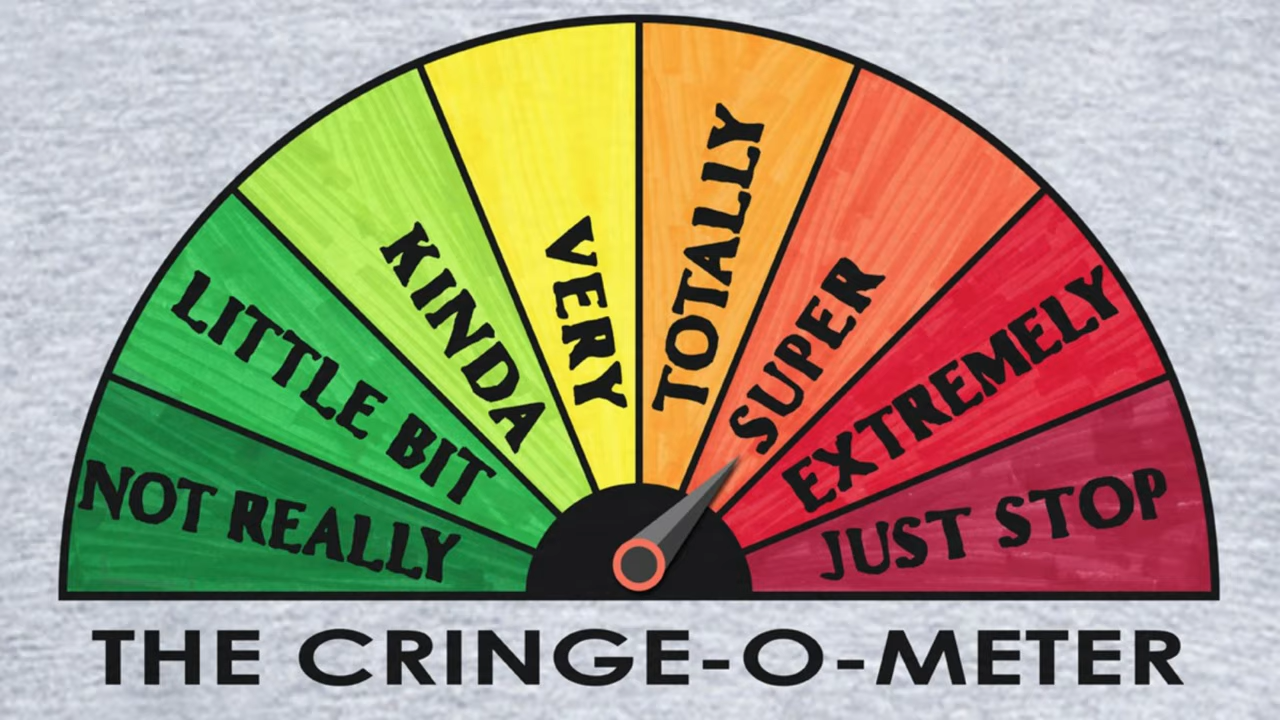 NOT REALLY
LITTLE BIT
KINDA
VERY
TOTALLY
SUPER
EXTREMELY
JUST STOP
THE CRINGE-O-METER